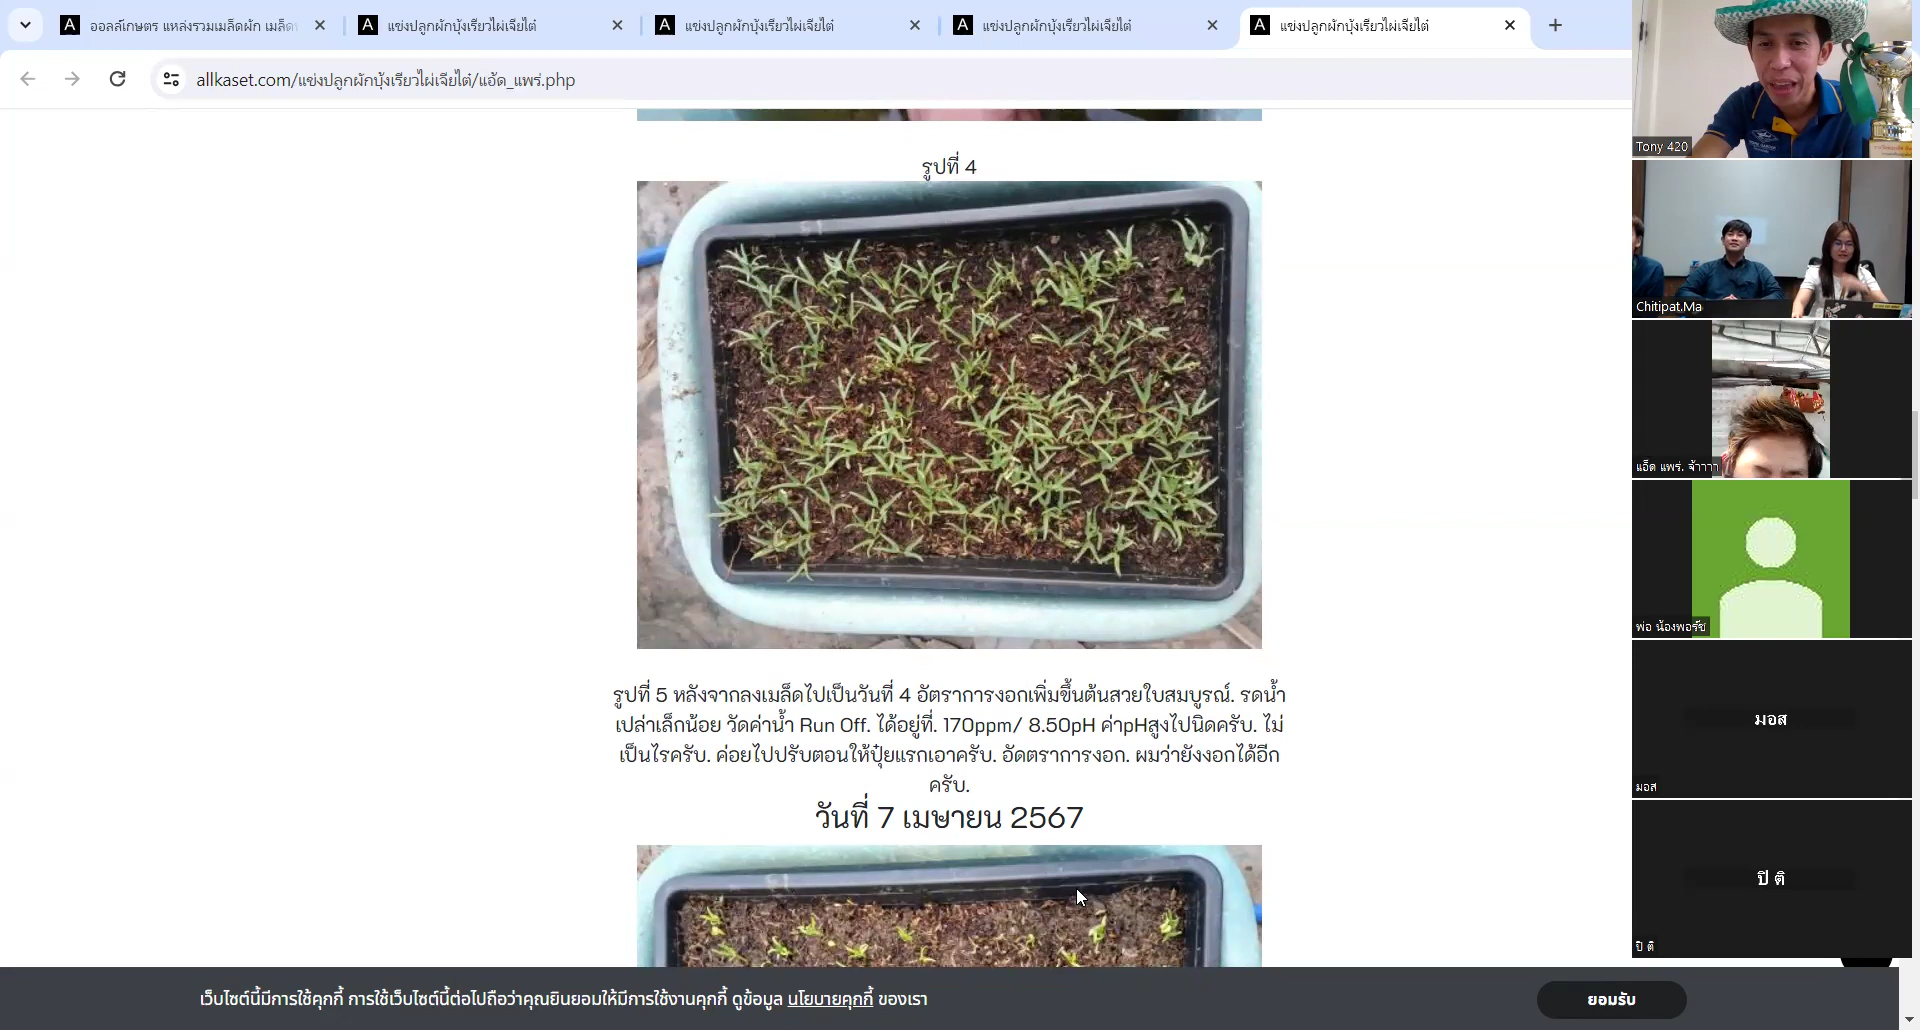 ออลล์เกษตร แหล่งรวมเมล็ดผัก เมล็ด
แข่งปลูกผักบุ้งเรียวไผ่เจียไต๋
แข่งปลูกผักบุ้งเรียวไผ่เจียไต๋
แข่งปลูกผักบุ้งเรียวไผ่เจียไต๋
แข่งปลูกผักบุ้งเรียวไผ่เจียไต๋
allkaset.com/แข่งปลูกผักบุ้งเรียวไผ่เจียไต๋/แอ้ด_แพร่.php
รูปที่ 4
รูปที่ 5 หลังจากลงเมล็ดไปเป็นวันที่ 4 อัตราการงอกเพิ่มขึ้นต้นสวยใบสมบูรณ์. รดน้ำ
เปล่าเล็กน้อย วัดค่าน้ำ Run Off. ได้อยู่ที่. 170ppm/ 8.50pH ค่าpHสูงไปนิดครับ. ไม่
เป็นไรครับ. ค่อยไปปรับตอนให้ปุ๋ยแรกเอาครับ. อัดตราการงอก. ผมว่ายังงอกได้อีก
ครับ.
วันที่ 7 เมษายน 2567
เว็บไซต์นี้มีการใช้คุกกี้ การใช้เว็บไซต์นี้ต่อไปถือว่าคุณยินยอมให้มีการใช้งานคุกกี้ ดูข้อมูล นโยบายคุกกี้ ของเรา
ยอมรับ
Tony 420
Chitipat.Ma
แอ็ด แพร่. จ้าาาา
พ่อ น้องพอร์ช
มอส
มอส
ปิ ติ
ปิ ติ